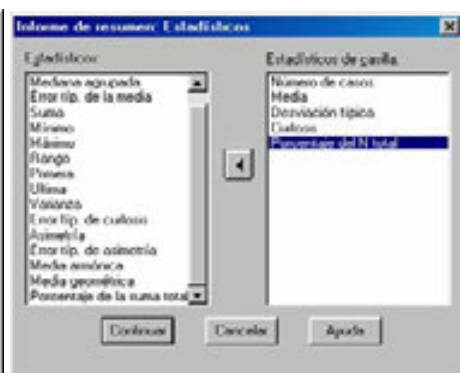 Informe de resumen: Estadísticos
Estadísticos:
Mediana agrupada
Error típ. de la media
Suma
Mínimo
Máximo
Rango
Primera
Última
Varianza
Error típ. de curtosis
Asimetría
Error típ. de asimetría
Media armónica
Media geométrica
Porcentaje de la suma total
Estadísticos de casilla:
Número de casos
Media
Desviación típica
Curtosis
Porcentaje del N total
Continuar
Cancelar
Ayuda